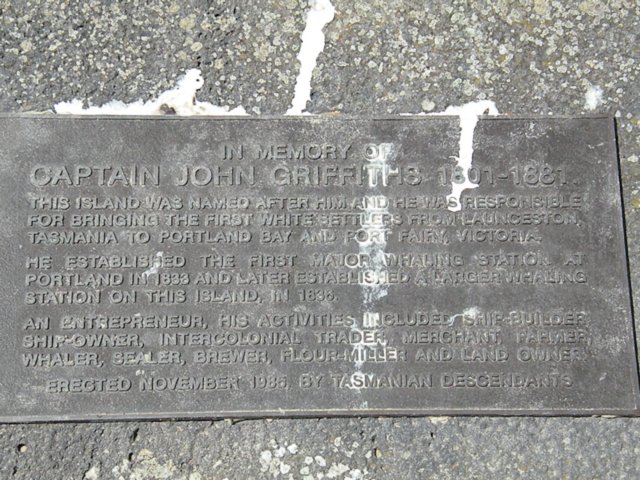 IN MEMORY OF
CAPTAIN JOHN GRIFFITHS 1801-1881.
THIS ISLAND WAS NAMED AFTER HIM AND HE WAS RESPONSIBLE
FOR BRINGING THE FIRST WHITE SETTLERS FROM LAUNCESTON,
TASMANIA TO PORTLAND BAY AND PORT FAIRY, VICTORIA.
HE ESTABLISHED THE FIRST MAJOR WHALING STATION AT
PORTLAND IN 1833 AND LATER ESTABLISHED A LARGER WHALING
STATION ON THIS ISLAND, IN 1836.
AN ENTREPRENEUR, HIS ACTIVITIES INCLUDED SHIP-BUILDER,
SHIP-OWNER, INTERCOLONIAL TRADER, MERCHANT, FARMER,
WHALER, SEALER, BREWER, FLOUR-MILLER AND LAND OWNER.
ERECTED NOVEMBER 1985, BY TASMANIAN DESCENDANTS.